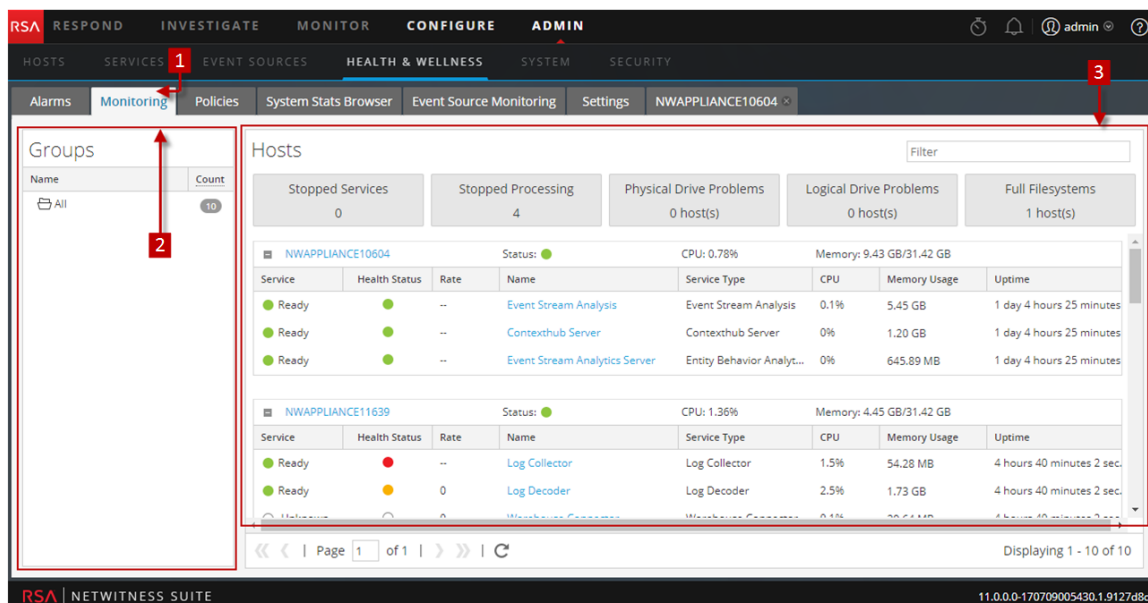 RSA RESPOND INVESTIGATE MONITOR CONFIGURE ADMIN admin ?
HOSTS SERVICES 1 EVENT SOURCES HEALTH & WELLNESS SYSTEM SECURITY 3
Alarms Monitoring Policies System Stats Browser Event Source Monitoring Settings NWAPPLIANCE10604
Groups
Name Count
All 10
2
Hosts Filter
Stopped Services Stopped Processing Physical Drive Problems Logical Drive Problems Full Filesystems
0 4 0 host(s) 0 host(s) 1 host(s)
NWAPPLIANCE10604 Status: CPU: 0.78% Memory: 9.43 GB/31.42 GB
Service Health Status Rate Name Service Type CPU Memory Usage Uptime
Ready -- Event Stream Analysis Event Stream Analysis 0.1% 5.45 GB 1 day 4 hours 25 minutes
Ready -- Contexthub Server Contexthub Server 0% 1.20 GB 1 day 4 hours 25 minutes
Ready -- Event Stream Analytics Server Entity Behavior Analyt... 0% 645.89 MB 1 day 4 hours 25 minutes
NWAPPLIANCE11639 Status: CPU: 1.36% Memory: 4.45 GB/31.42 GB
Service Health Status Rate Name Service Type CPU Memory Usage Uptime
Ready -- Log Collector Log Collector 1.5% 54.28 MB 4 hours 40 minutes 2 sec.
Ready 0 Log Decoder Log Decoder 2.5% 1.73 GB 4 hours 40 minutes 2 sec.
Page 1 of 1 Displaying 1 - 10 of 10
RSA NETWITNESS SUITE 11.0.0.0-170709005430.1.9127d8c